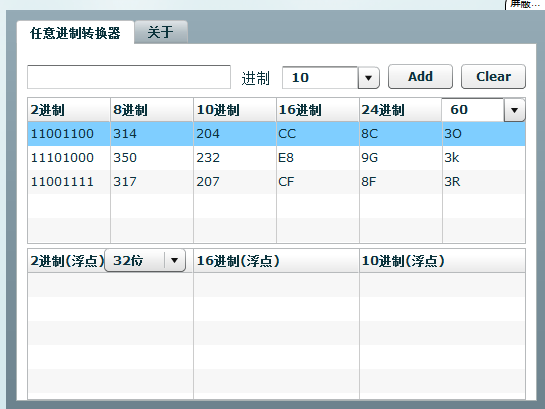 屏蔽...
任意进制转换器 关于
进制 10 Add Clear
2进制 8进制 10进制 16进制 24进制 60
11001100 314 204 CC 8C 3O
11101000 350 232 E8 9G 3k
11001111 317 207 CF 8F 3R
2进制(浮点) 32位 16进制(浮点) 10进制(浮点)